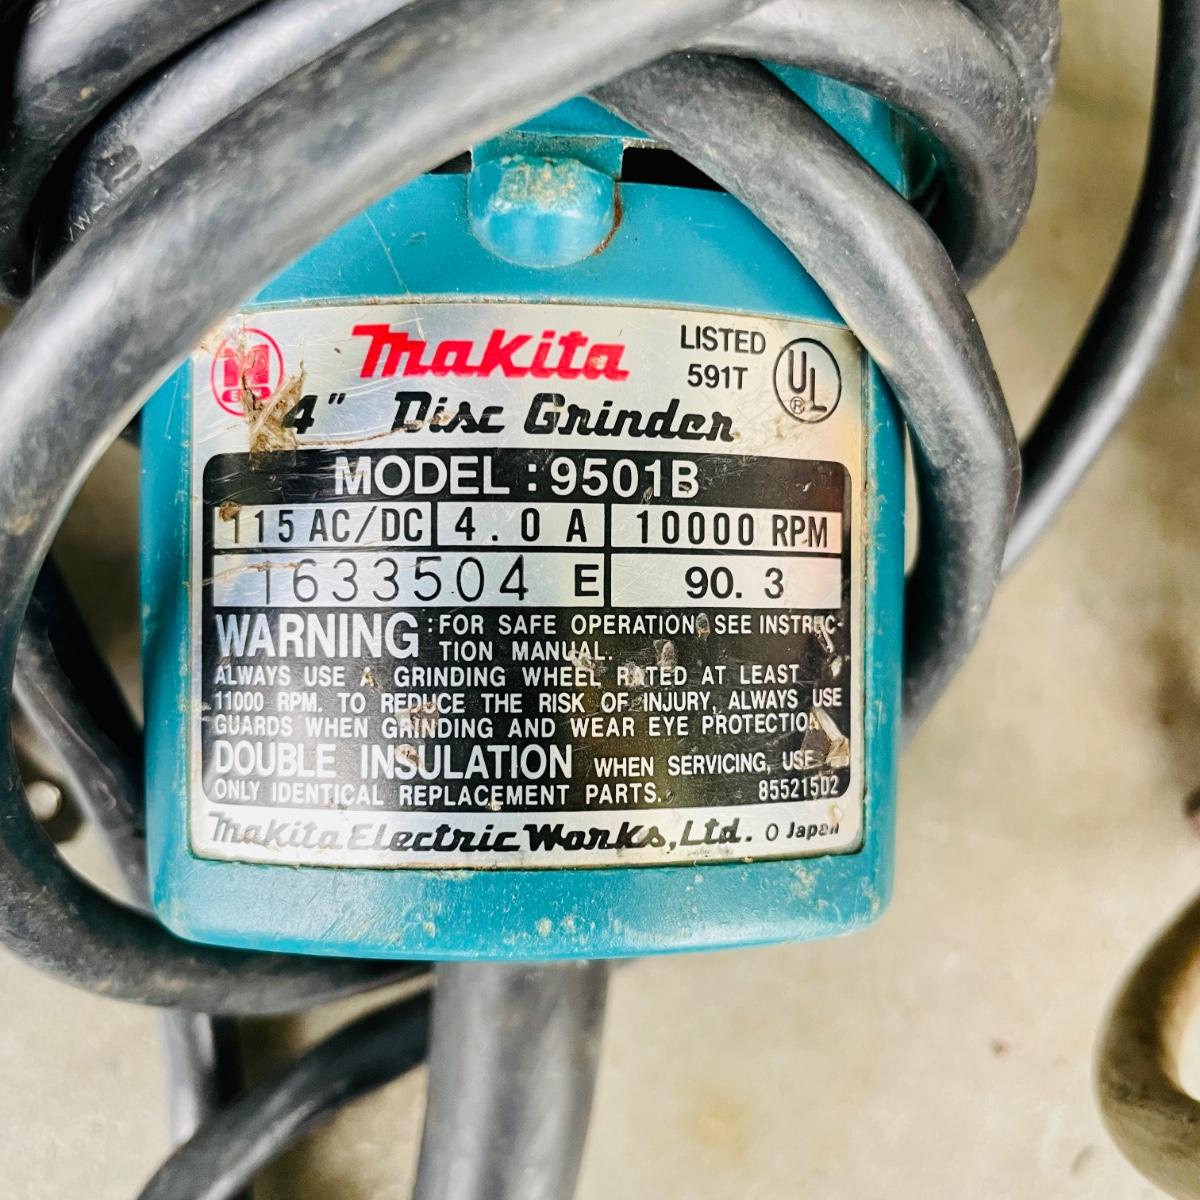 Makita
LISTED
591T
UL
®
4" Disc Grinder
MODEL : 9501B
115 AC/DC 4.0 A 10000 RPM
1633504 E 90. 3
WARNING : FOR SAFE OPERATION SEE INSTRUC-
TION MANUAL.
ALWAYS USE A GRINDING WHEEL RATED AT LEAST
11000 RPM. TO REDUCE THE RISK OF INJURY, ALWAYS USE
GUARDS WHEN GRINDING AND WEAR EYE PROTECTION
DOUBLE INSULATION WHEN SERVICING, USE
ONLY IDENTICAL REPLACEMENT PARTS. 855215D2
Makita Electric Works, Ltd. O Japan